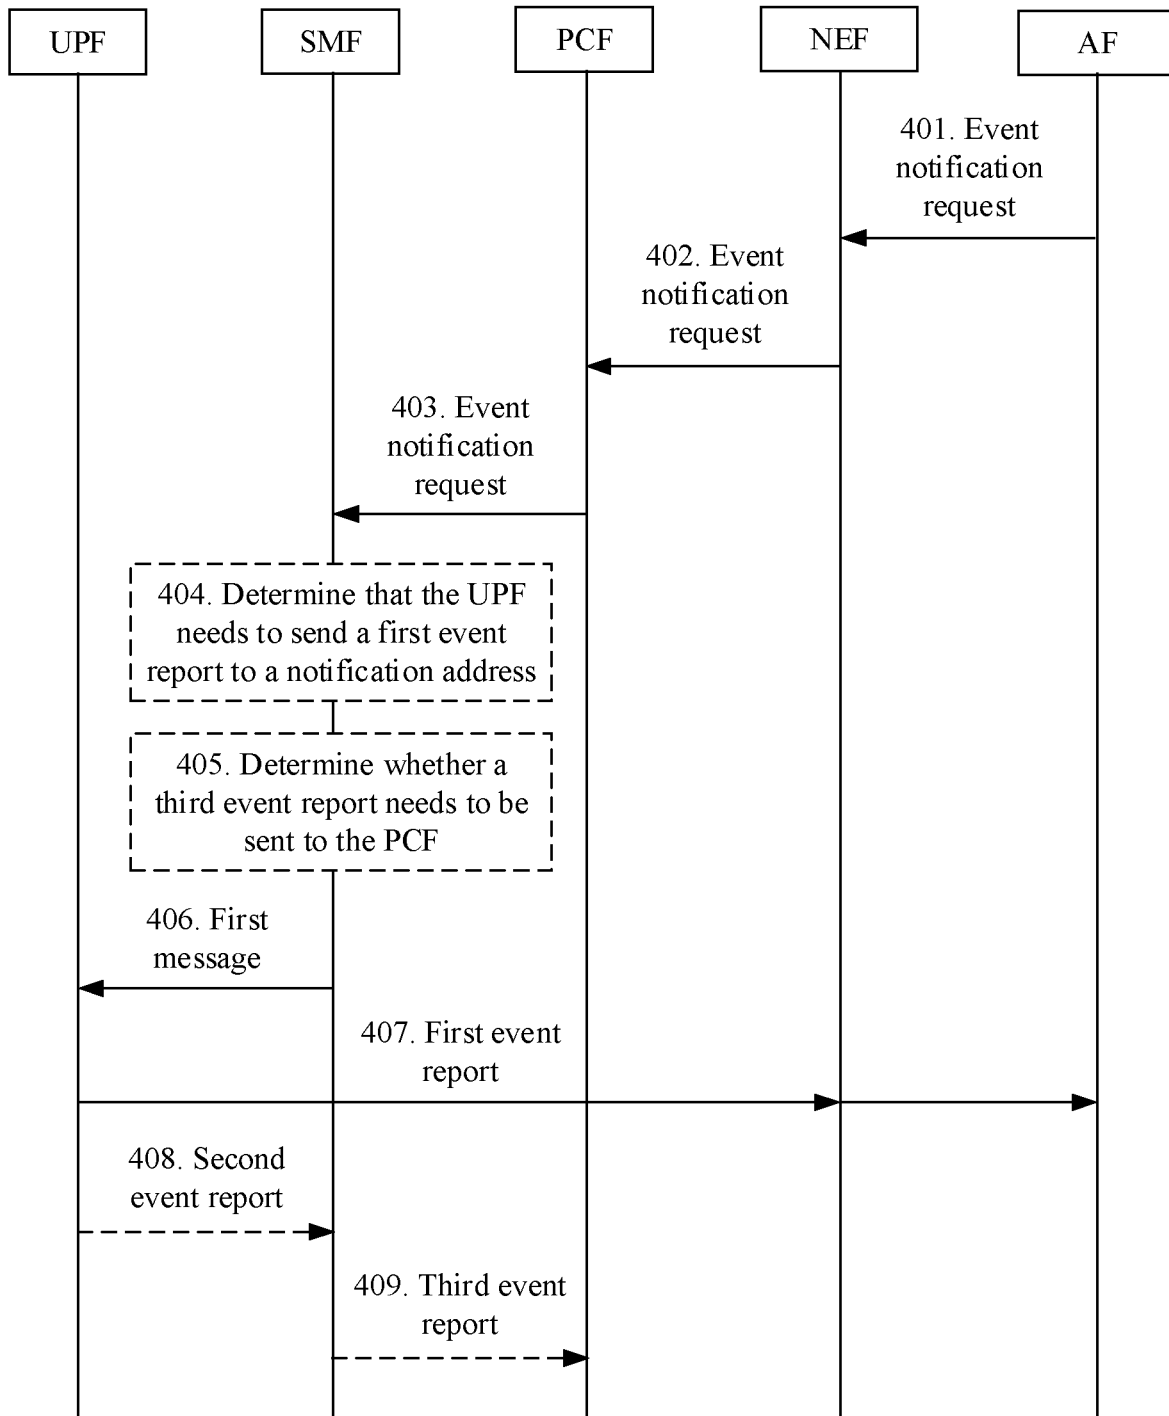 UPF
SMF
PCF
NEF
AF
401. Event
notification
request
402. Event
notification
request
403. Event
notification
request
404. Determine that the UPF
needs to send a first event
report to a notification address
405. Determine whether a
third event report needs to be
sent to the PCF
406. First
message
407. First event
report
408. Second
event report
409. Third event
report